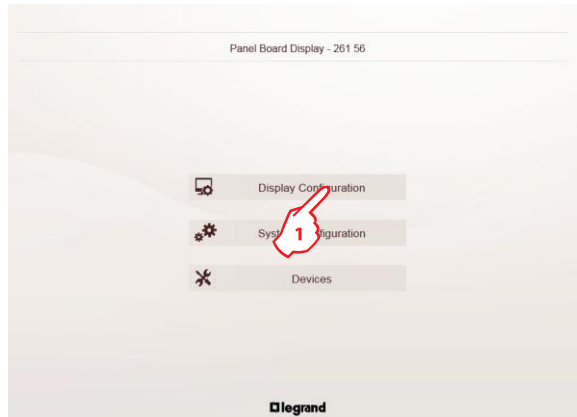 Panel Board Display - 261 56
Display Configuration
1
Devices
legrand